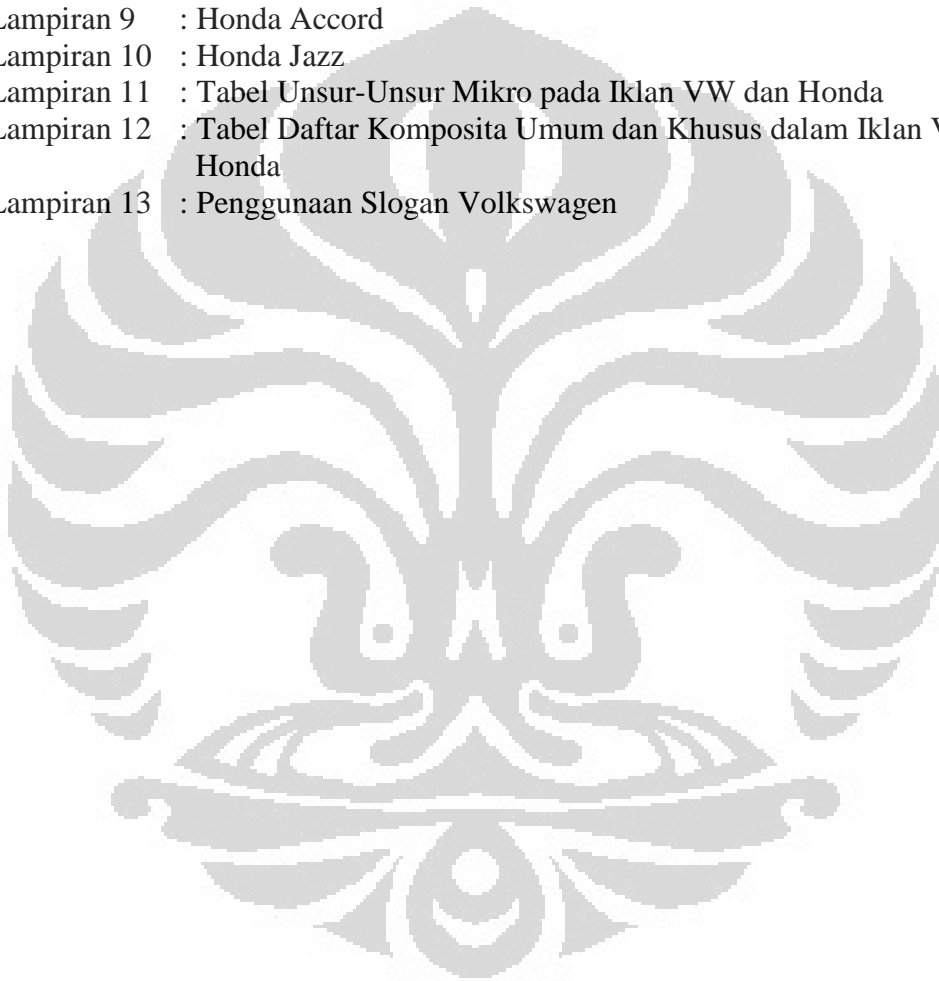 Lampiran 9 : Honda Accord
Lampiran 10 : Honda Jazz
Lampiran 11 : Tabel Unsur-Unsur Mikro pada Iklan VW dan Honda
Lampiran 12 : Tabel Daftar Komposita Umum dan Khusus dalam Iklan
Honda
Lampiran 13 : Penggunaan Slogan Volkswagen